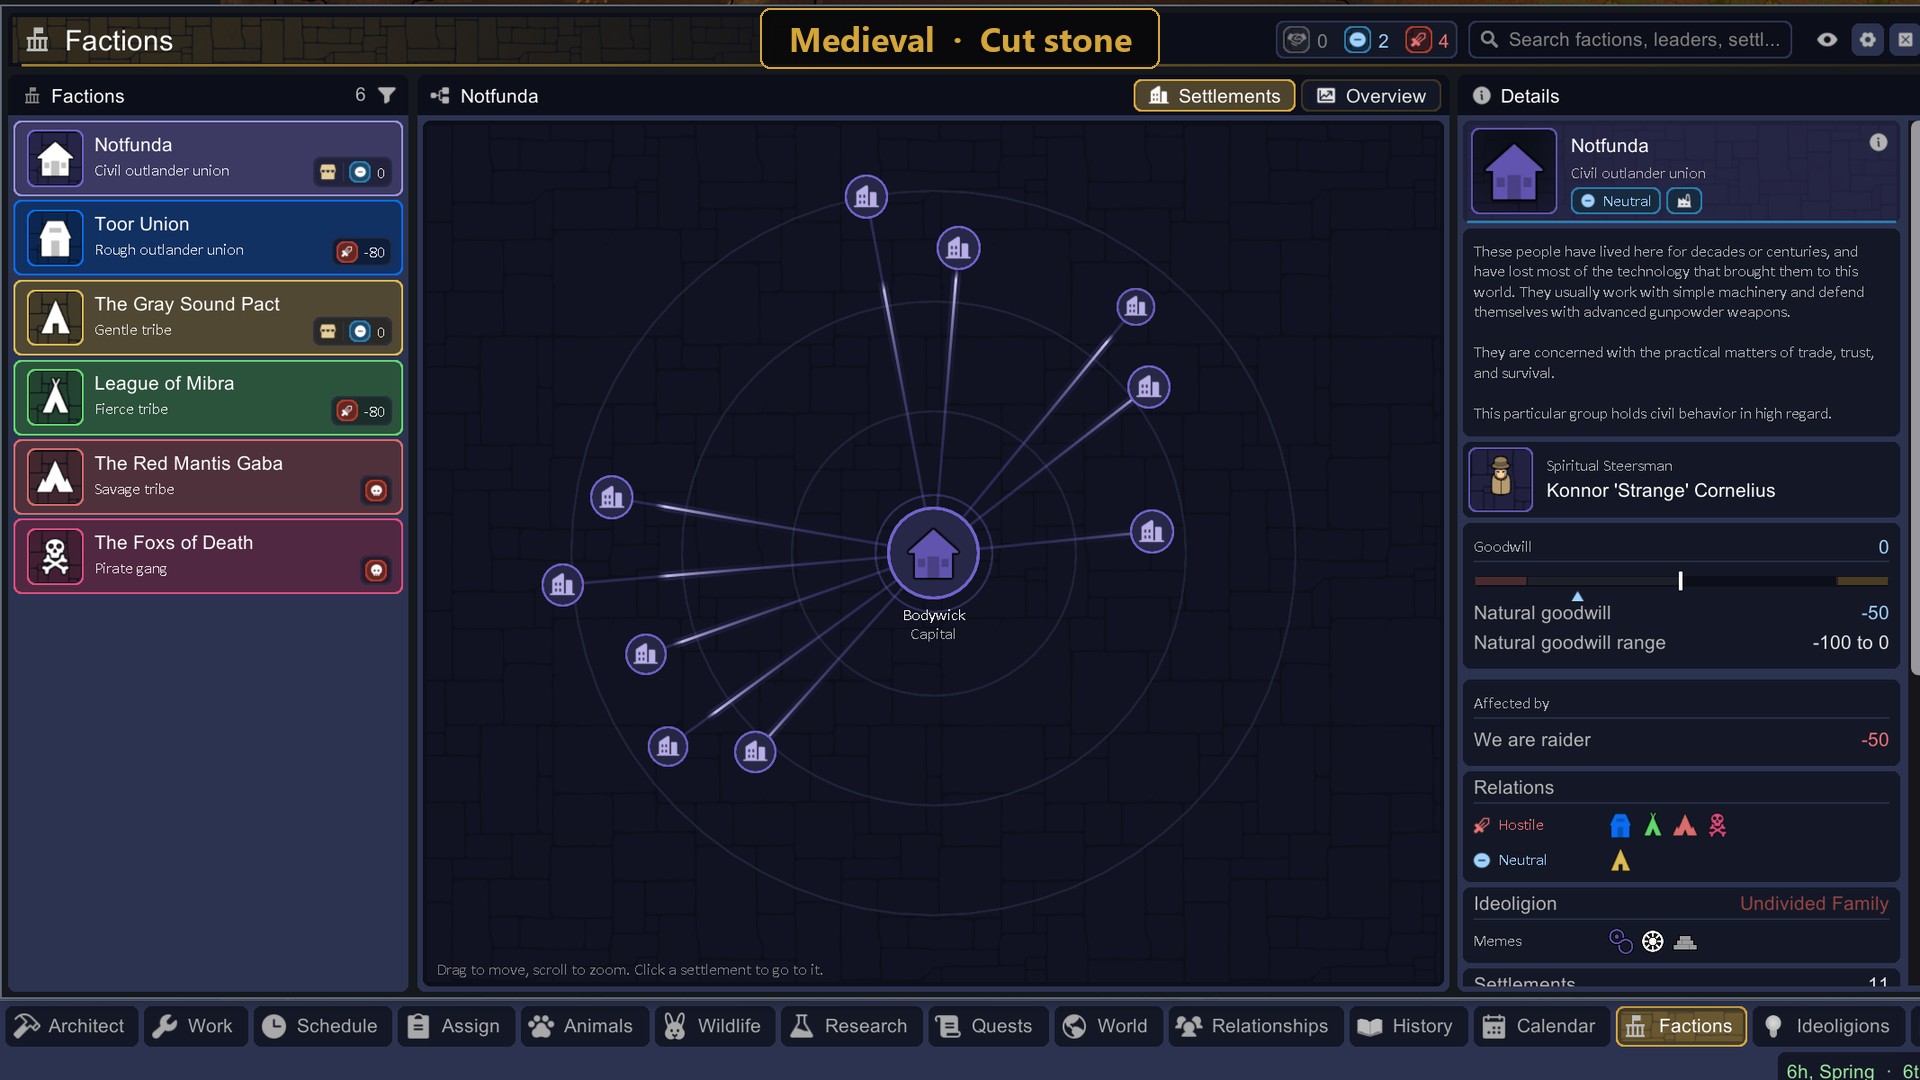 Factions
Medieval · Cut stone
0 2 4
Search factions, leaders, settl...
Factions 6
Notfunda
Civil outlander union
0
Toor Union
Rough outlander union
-80
The Gray Sound Pact
Gentle tribe
0
League of Mibra
Fierce tribe
-80
The Red Mantis Gaba
Savage tribe
The Foxs of Death
Pirate gang
Notfunda
Settlements
Overview
Bodywick
Capital
Drag to move, scroll to zoom. Click a settlement to go to it.
Details
Notfunda
Civil outlander union
Neutral
These people have lived here for decades or centuries, and
have lost most of the technology that brought them to this
world. They usually work with simple machinery and defend
themselves with advanced gunpowder weapons.
They are concerned with the practical matters of trade, trust,
and survival.
This particular group holds civil behavior in high regard.
Spiritual Steersman
Konnor 'Strange' Cornelius
Goodwill 0
Natural goodwill -50
Natural goodwill range -100 to 0
Affected by
We are raider -50
Relations
Hostile
Neutral
Ideoligion Undivided Family
Memes
Settlements 11
Architect
Work
Schedule
Assign
Animals
Wildlife
Research
Quests
World
Relationships
History
Calendar
Factions
Ideoligions
6h, Spring · 6t